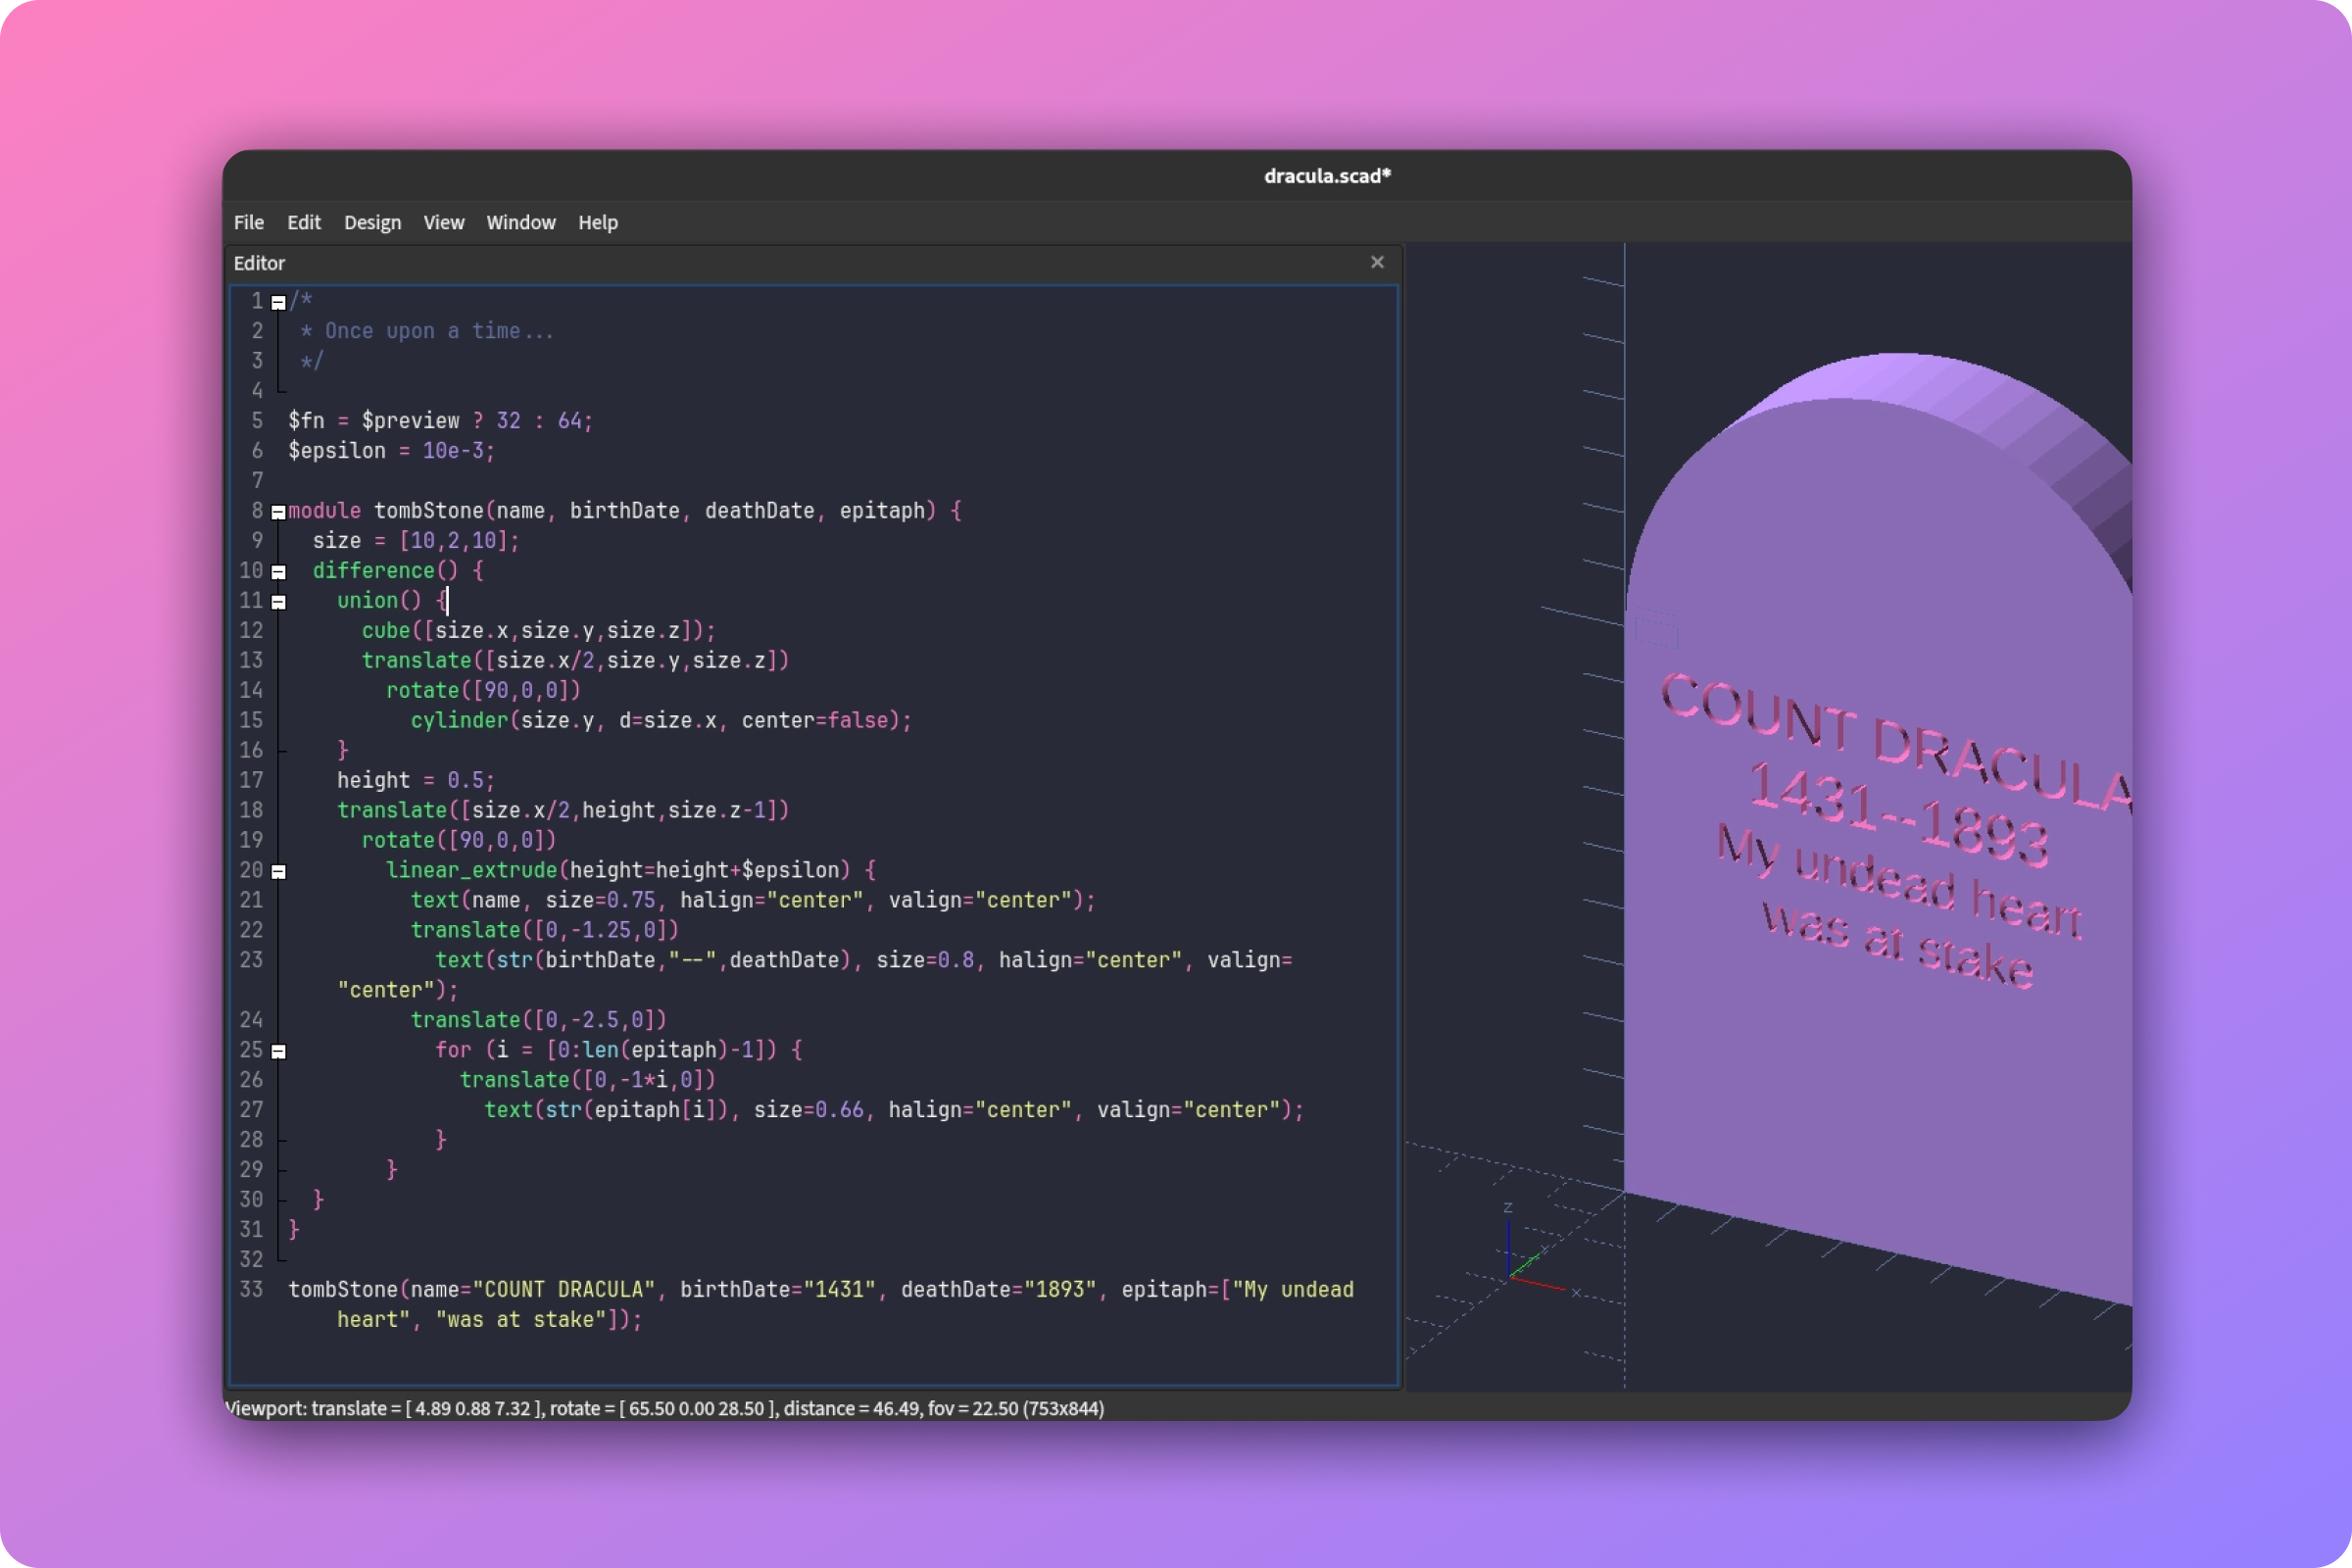 dracula.scad*
File Edit Design View Window Help
Editor
1 /*
2  * Once upon a time...
3  */
4
5 $fn = $preview ? 32 : 64;
6 $epsilon = 10e-3;
7
8 module tombStone(name, birthDate, deathDate, epitaph) {
9   size = [10,2,10];
10   difference() {
11     union() {
12       cube([size.x,size.y,size.z]);
13       translate([size.x/2,size.y,size.z])
14         rotate([90,0,0])
15           cylinder(size.y, d=size.x, center=false);
16     }
17     height = 0.5;
18     translate([size.x/2,height,size.z-1])
19       rotate([90,0,0])
20         linear_extrude(height=height+$epsilon) {
21           text(name, size=0.75, halign="center", valign="center");
22           translate([0,-1.25,0])
23             text(str(birthDate,"--",deathDate), size=0.8, halign="center", valign=
"center");
24           translate([0,-2.5,0])
25             for (i = [0:len(epitaph)-1]) {
26               translate([0,-1*i,0])
27                 text(str(epitaph[i]), size=0.66, halign="center", valign="center");
28             }
29         }
30   }
31 }
32
33 tombStone(name="COUNT DRACULA", birthDate="1431", deathDate="1893", epitaph=["My undead
heart", "was at stake"]);
COUNT DRACULA
1431--1893
My undead heart
was at stake
z
x
Viewport: translate = [ 4.89 0.88 7.32 ], rotate = [ 65.50 0.00 28.50 ], distance = 46.49, fov = 22.50 (753x844)